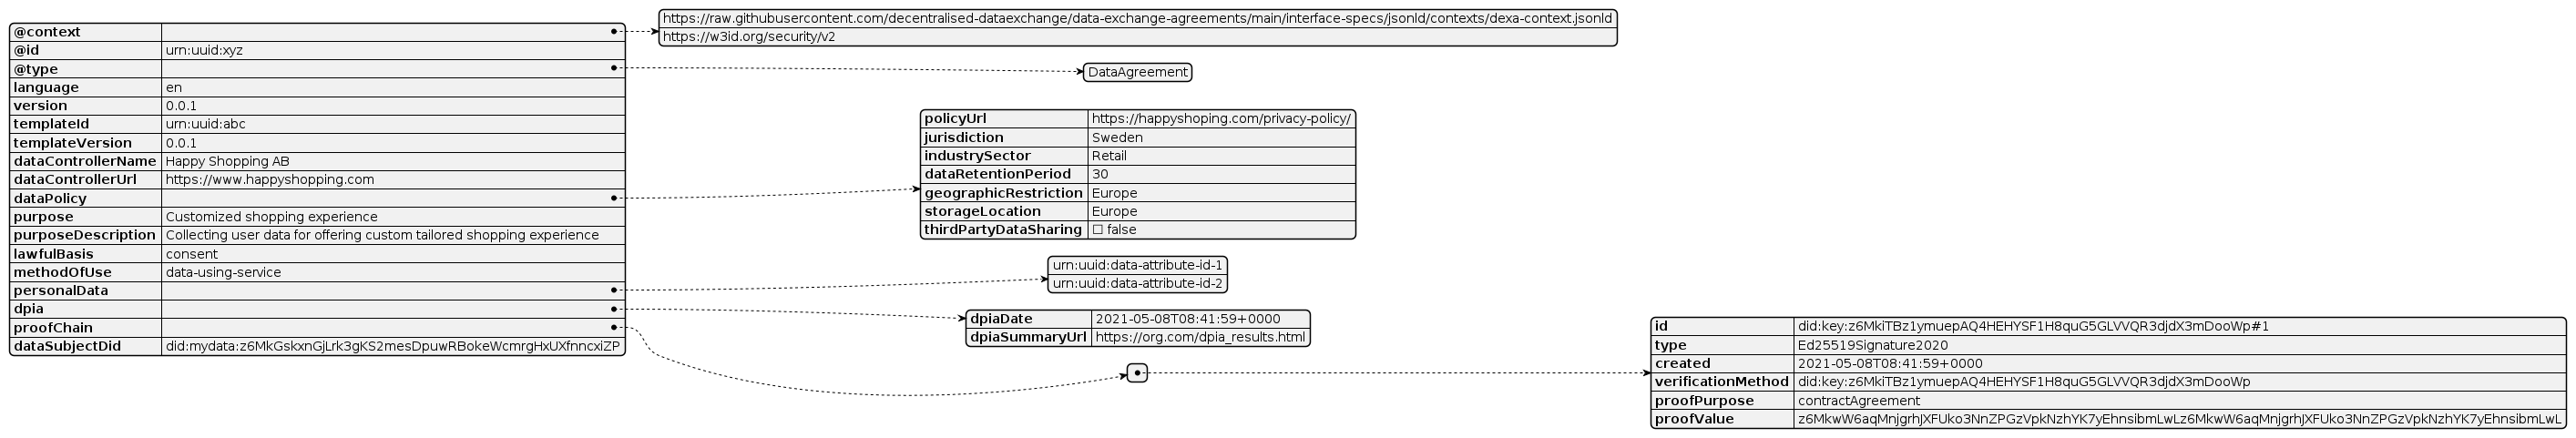 @context
@id urn:uuid:xyz
@type
language en
version 0.0.1
templateId urn:uuid:abc
templateVersion 0.0.1
dataControllerName Happy Shopping AB
dataControllerUrl https://www.happyshopping.com
dataPolicy
purpose Customized shopping experience
purposeDescription Collecting user data for offering custom tailored shopping experience
lawfulBasis consent
methodOfUse data-using-service
personalData
dpia
proofChain
dataSubjectDid did:mydata:z6MkGskxnGjLrk3gKS2mesDpuwRBokeWcmrgHxUXfnncxiZP
https://raw.githubusercontent.com/decentralised-dataexchange/data-exchange-agreements/main/interface-specs/jsonld/contexts/dexa-context.jsonld
https://w3id.org/security/v2
DataAgreement
policyUrl https://happyshoping.com/privacy-policy/
jurisdiction Sweden
industrySector Retail
dataRetentionPeriod 30
geographicRestriction Europe
storageLocation Europe
thirdPartyDataSharing ☐ false
urn:uuid:data-attribute-id-1
urn:uuid:data-attribute-id-2
dpiaDate 2021-05-08T08:41:59+0000
dpiaSummaryUrl https://org.com/dpia_results.html
id did:key:z6MkiTBz1ymuepAQ4HEHYSF1H8quG5GLVVQR3djdX3mDooWp#1
type Ed25519Signature2020
created 2021-05-08T08:41:59+0000
verificationMethod did:key:z6MkiTBz1ymuepAQ4HEHYSF1H8quG5GLVVQR3djdX3mDooWp
proofPurpose contractAgreement
proofValue z6MkwW6aqMnjgrhJXFUko3NnZPGzVpkNzhYK7yEhnsibmLwLz6MkwW6aqMnjgrhJXFUko3NnZPGzVpkNzhYK7yEhnsibmLwL